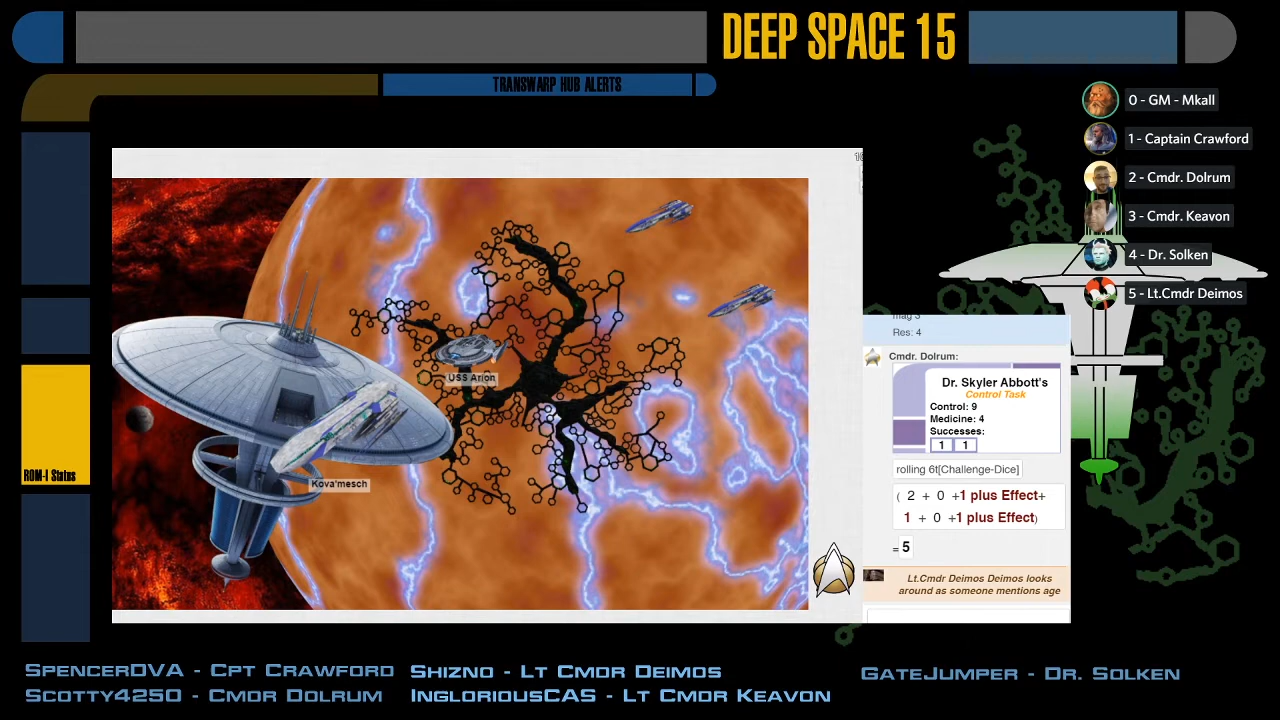 DEEP SPACE 15
TRANSWARP HUB ALERTS
0 - GM - Mkall
1 - Captain Crawford
2 - Cmdr. Dolrum
3 - Cmdr. Keavon
4 - Dr. Solken
5 - Lt.Cmdr Deimos
USS Arion
Kova'mesch
ROM-I Status
Res: 4
Cmdr. Dolrum:
Dr. Skyler Abbott's
Control Task
Control: 9
Medicine: 4
Successes:
1 1
rolling 6t[Challenge-Dice]
( 2 + 0 +1 plus Effect+
1 + 0 +1 plus Effect)
=5
Lt.Cmdr Deimos Deimos looks
around as someone mentions age
SpencerDVA - Cpt Crawford
Shizno - Lt Cmdr Deimos
GateJumper - Dr. Solken
Scotty4250 - Cmdr Dolrum
IngloriousCAS - Lt Cmdr Keavon